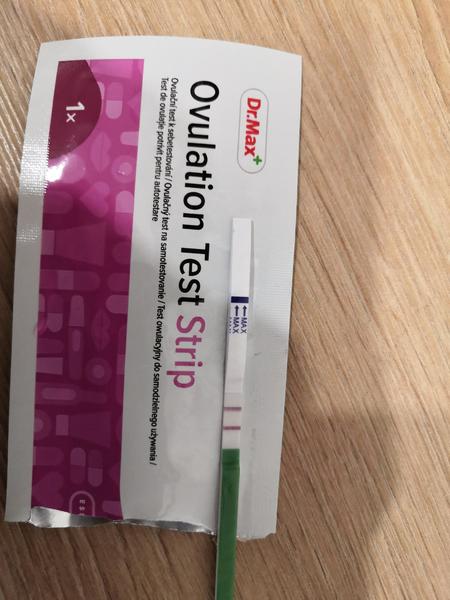 Dr.Max+
Ovulation Test Strip
Ovulační test k sebetestování / Ovulačný test na samotestovanie / Test owulacyjny do samodzielnego używania /
Test de ovulație potrivit pentru autotestare
1×
MAX
MAX